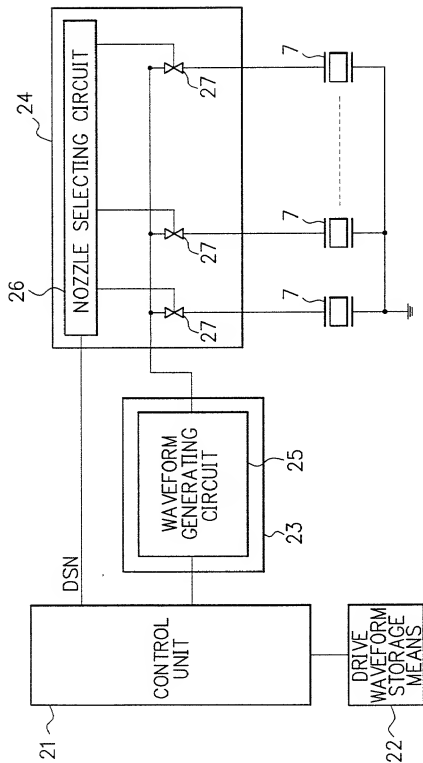 24
26
NOZZLE SELECTING CIRCUIT
27
27
27
7
7
7
DSN
WAVEFORM
GENERATING
CIRCUIT
25
23
21
CONTROL
UNIT
DRIVE
WAVEFORM
STORAGE
MEANS
22